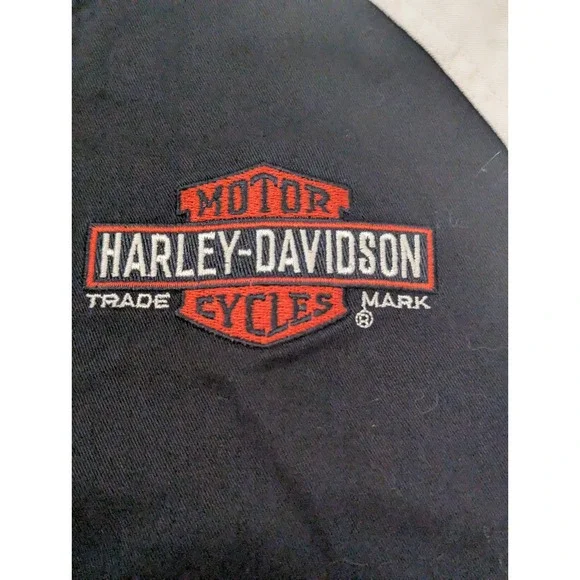 MOTOR
HARLEY-DAVIDSON
TRADE MARK
CYCLES ®